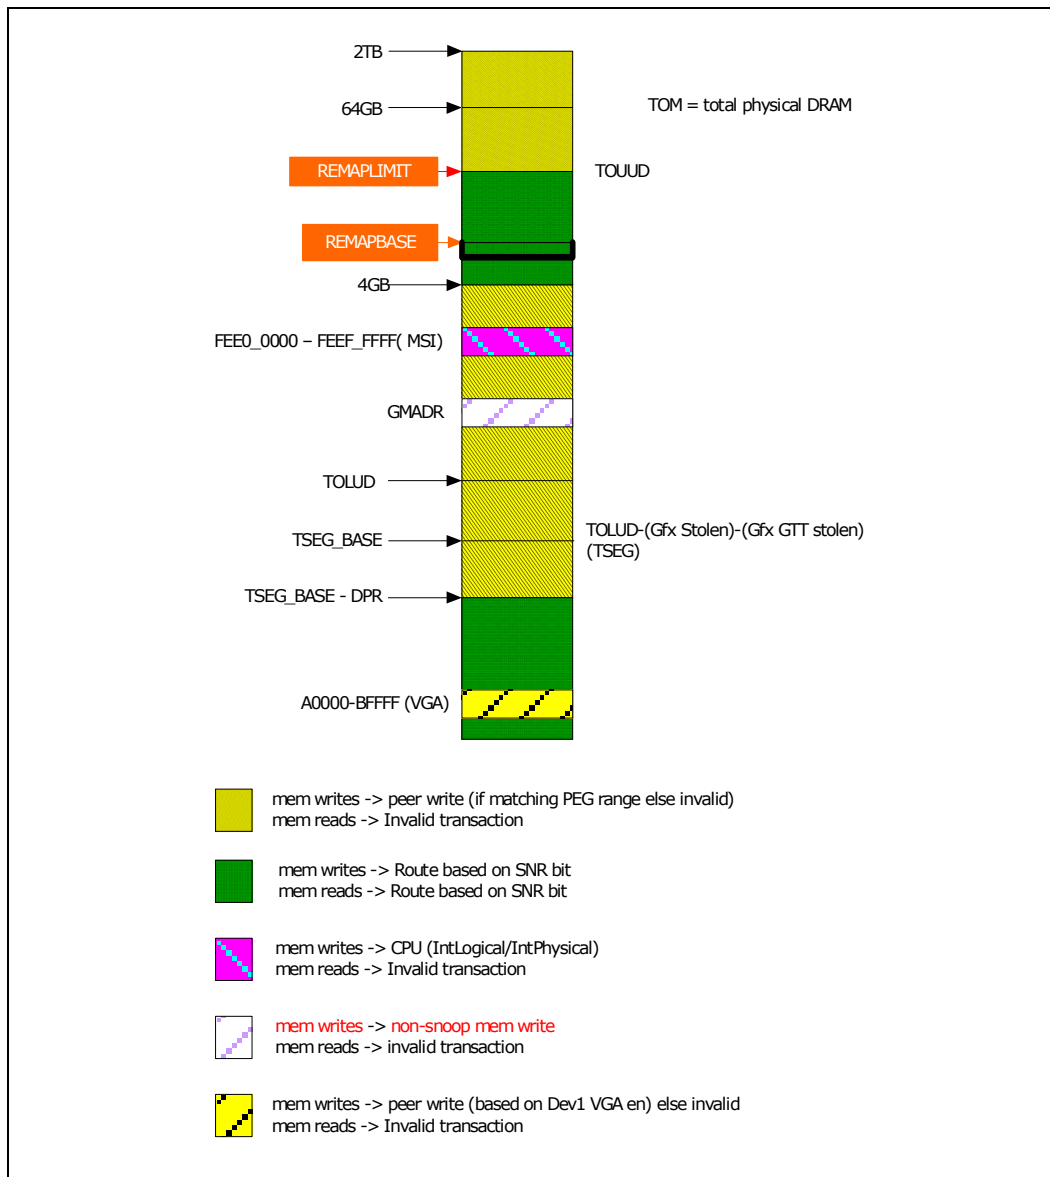 2TB
64GB
TOM = total physical DRAM
REMAPLIMIT
TOUUD
REMAPBASE
4GB
FEE0_0000 – FEEF_FFFF( MSI)
GMADR
TOLUD
TSEG_BASE
TOLUD-(Gfx Stolen)-(Gfx GTT stolen)
(TSEG)
TSEG_BASE - DPR
A0000-BFFFF (VGA)
mem writes -> peer write (if matching PEG range else invalid)
mem reads -> Invalid transaction
mem writes -> Route based on SNR bit
mem reads -> Route based on SNR bit
mem writes -> CPU (IntLogical/IntPhysical)
mem reads -> Invalid transaction
mem writes -> non-snoop mem write
mem reads -> invalid transaction
mem writes -> peer write (based on Dev1 VGA en) else invalid
mem reads -> Invalid transaction